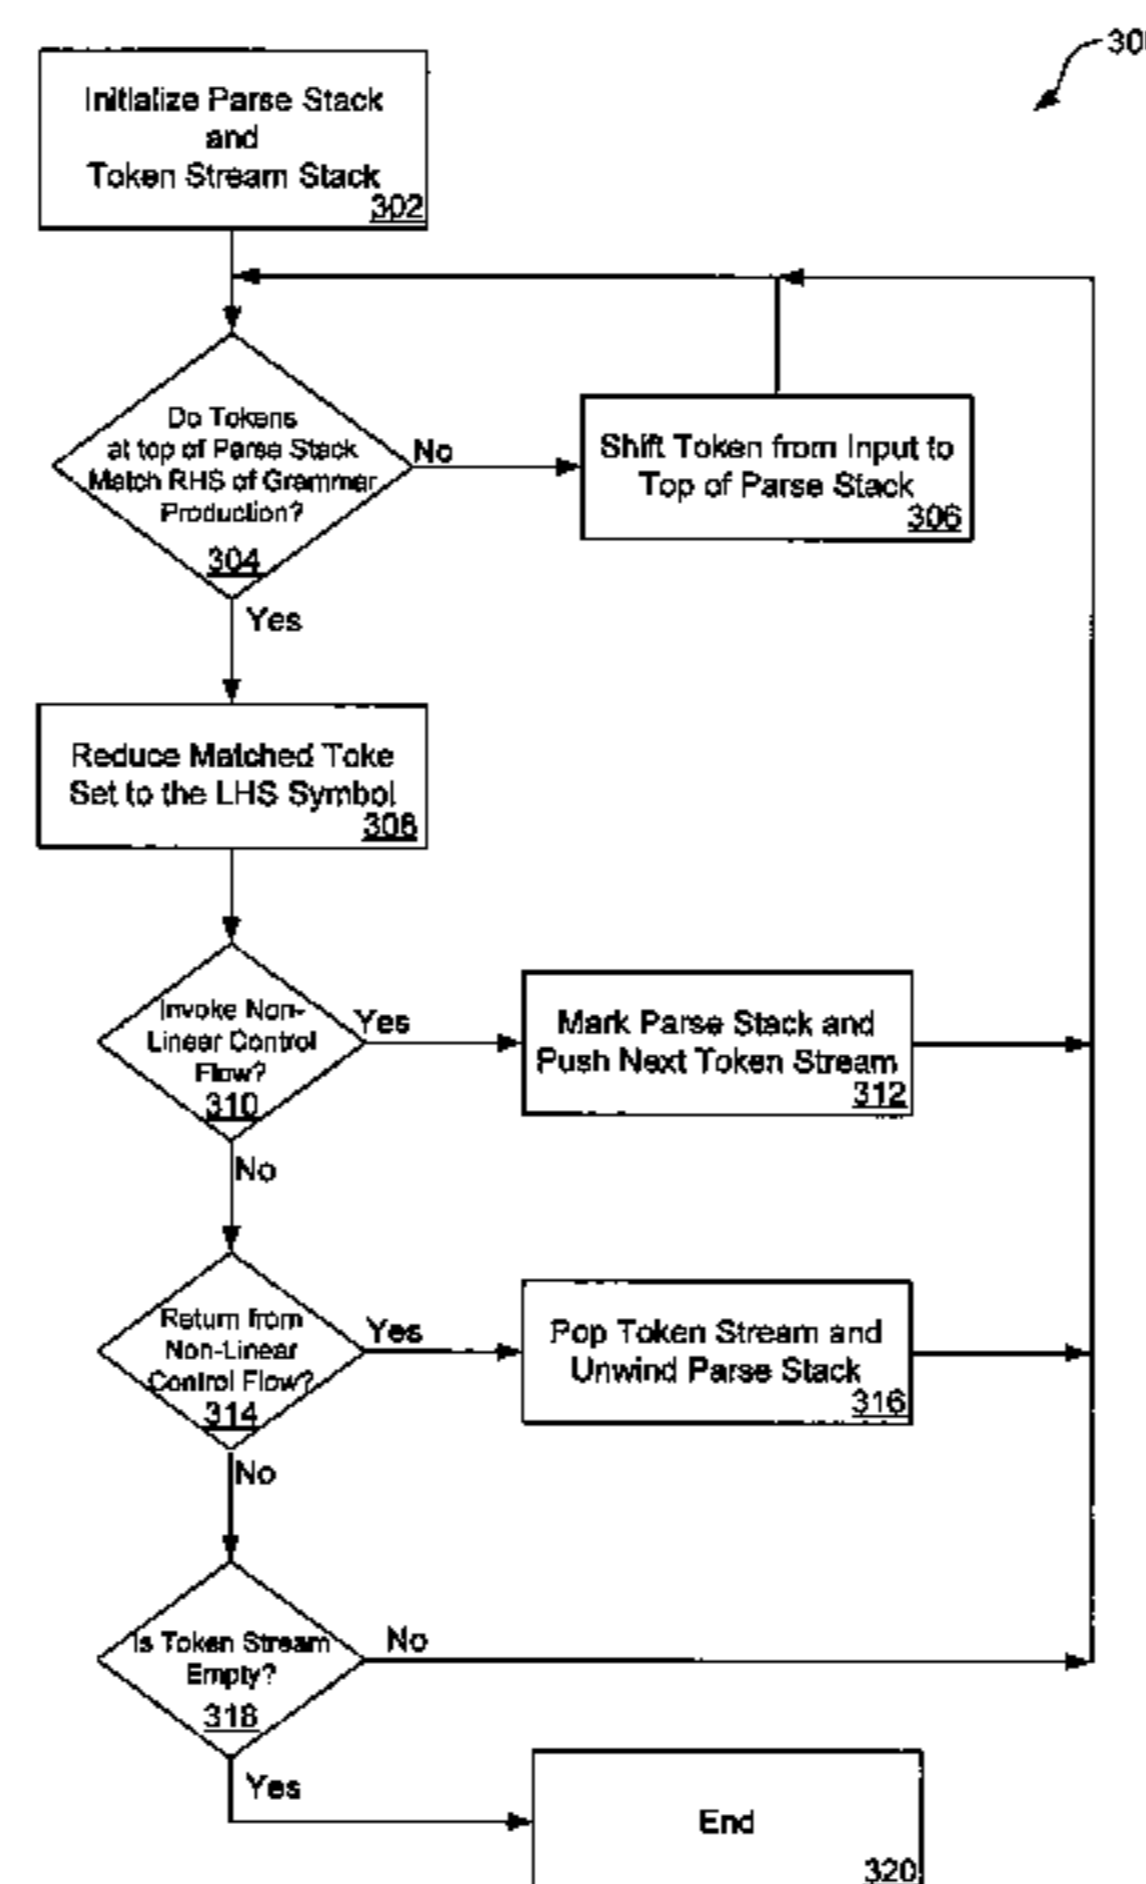 30
Initialize Parse Stack
and
Token Stream Stack
302
Do Tokens
at top of Parse Stack
Match RHS of Grammar
Production?
304
No
Shift Token from Input to
Top of Parse Stack
306
Yes
Reduce Matched Toke
Set to the LHS Symbol
308
Invoke Non-
Linear Control
Flow?
310
Yes
Mark Parse Stack and
Push Next Token Stream
312
No
Return from
Non-Linear
Control Flow?
314
Yes
Pop Token Stream and
Unwind Parse Stack
316
No
Is Token Stream
Empty?
318
No
Yes
End
320